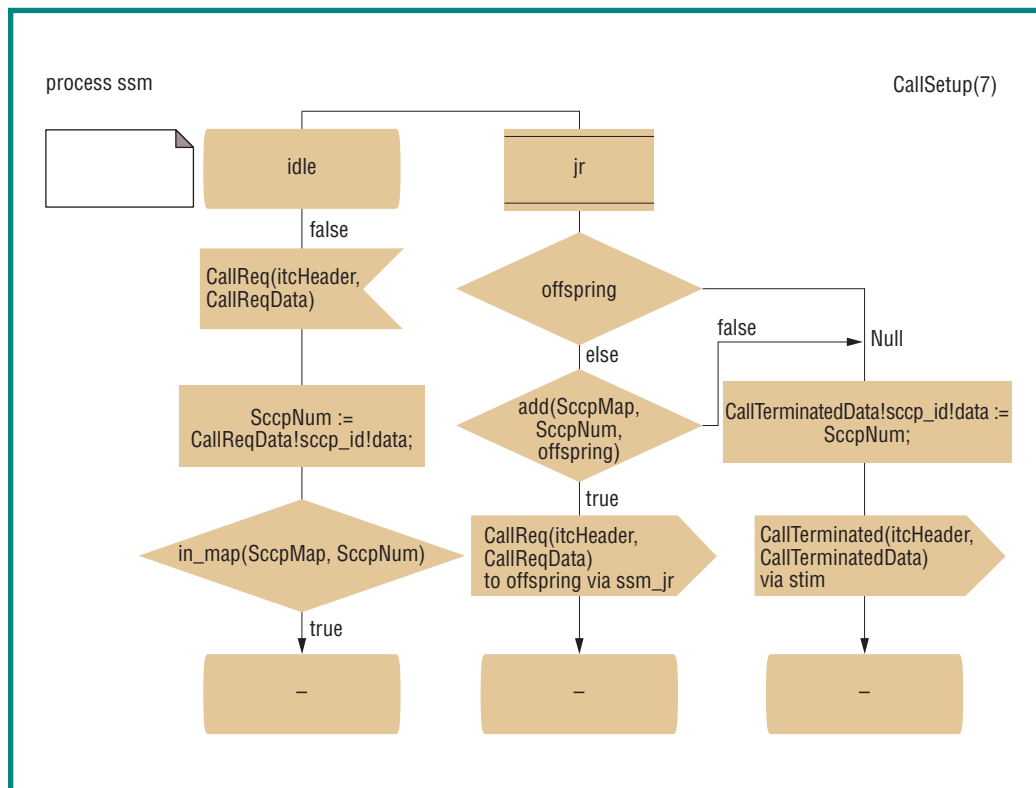 process ssm
CallSetup(7)
idle
false
CallReq(itcHeader,
CallReqData)
SccpNum :=
CallReqData!sccp_id!data;
in_map(SccpMap, SccpNum)
true
–
jr
offspring
else
add(SccpMap,
SccpNum,
offspring)
true
CallReq(itcHeader,
CallReqData)
to offspring via ssm_jr
–
false
Null
CallTerminatedData!sccp_id!data :=
SccpNum;
CallTerminated(itcHeader,
CallTerminatedData)
via stim
–